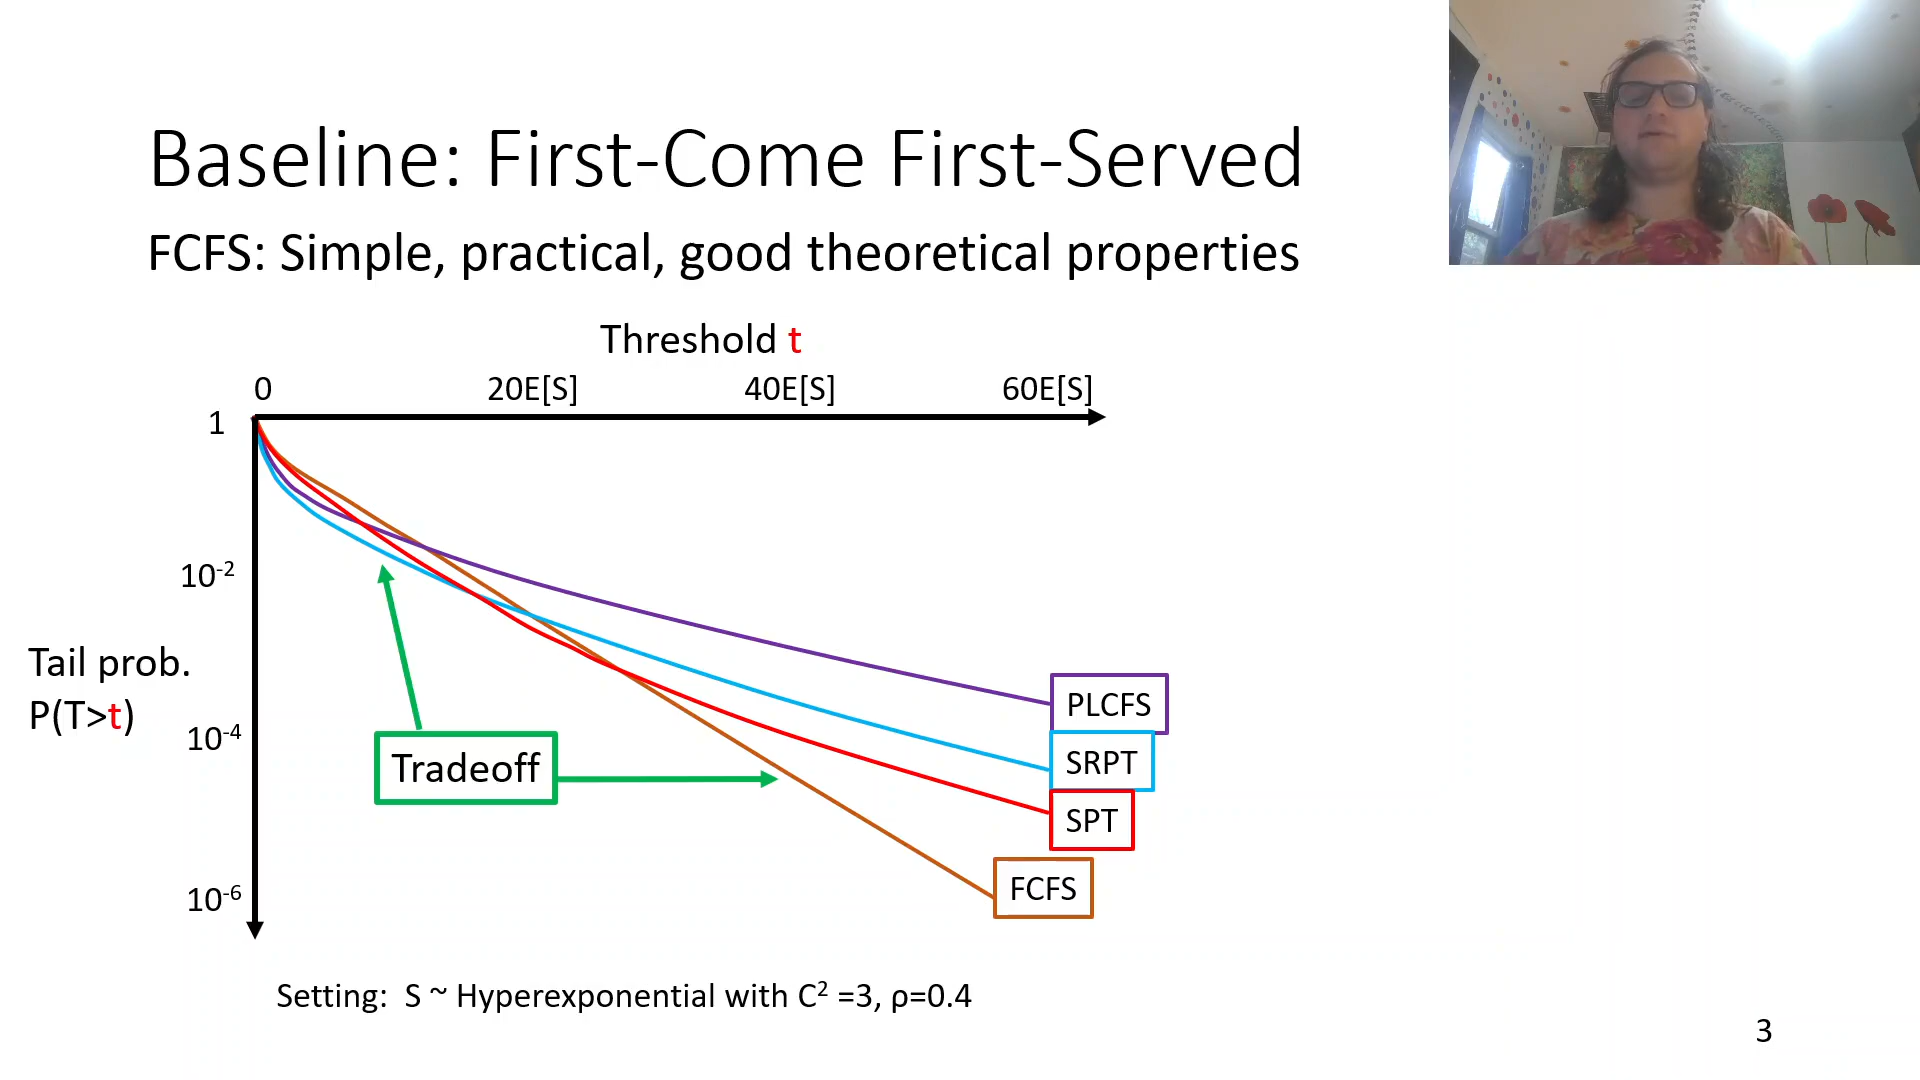 Baseline: First-Come First-Served
FCFS: Simple, practical, good theoretical properties
Threshold t
0 20E[S] 40E[S] 60E[S]
1
10⁻²
Tail prob.
P(T>t)
10⁻⁴
10⁻⁶
Tradeoff
PLCFS
SRPT
SPT
FCFS
Setting: S ~ Hyperexponential with C² =3, ρ=0.4
3